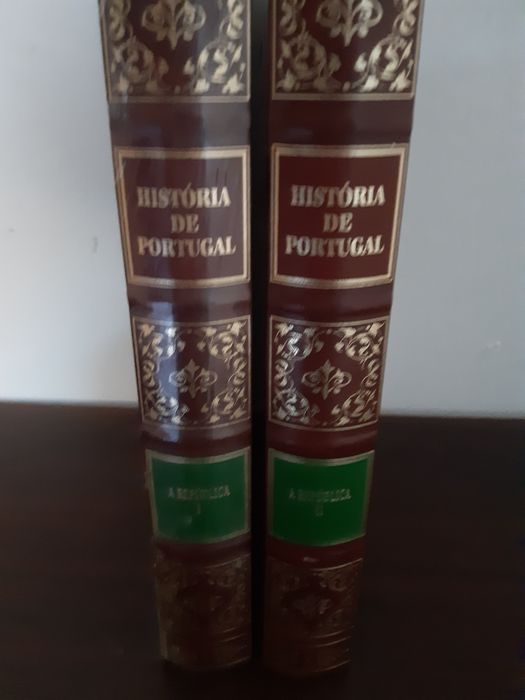 HISTÓRIA
DE
PORTUGAL
A REPÚBLICA
I
HISTÓRIA
DE
PORTUGAL
A REPÚBLICA
II